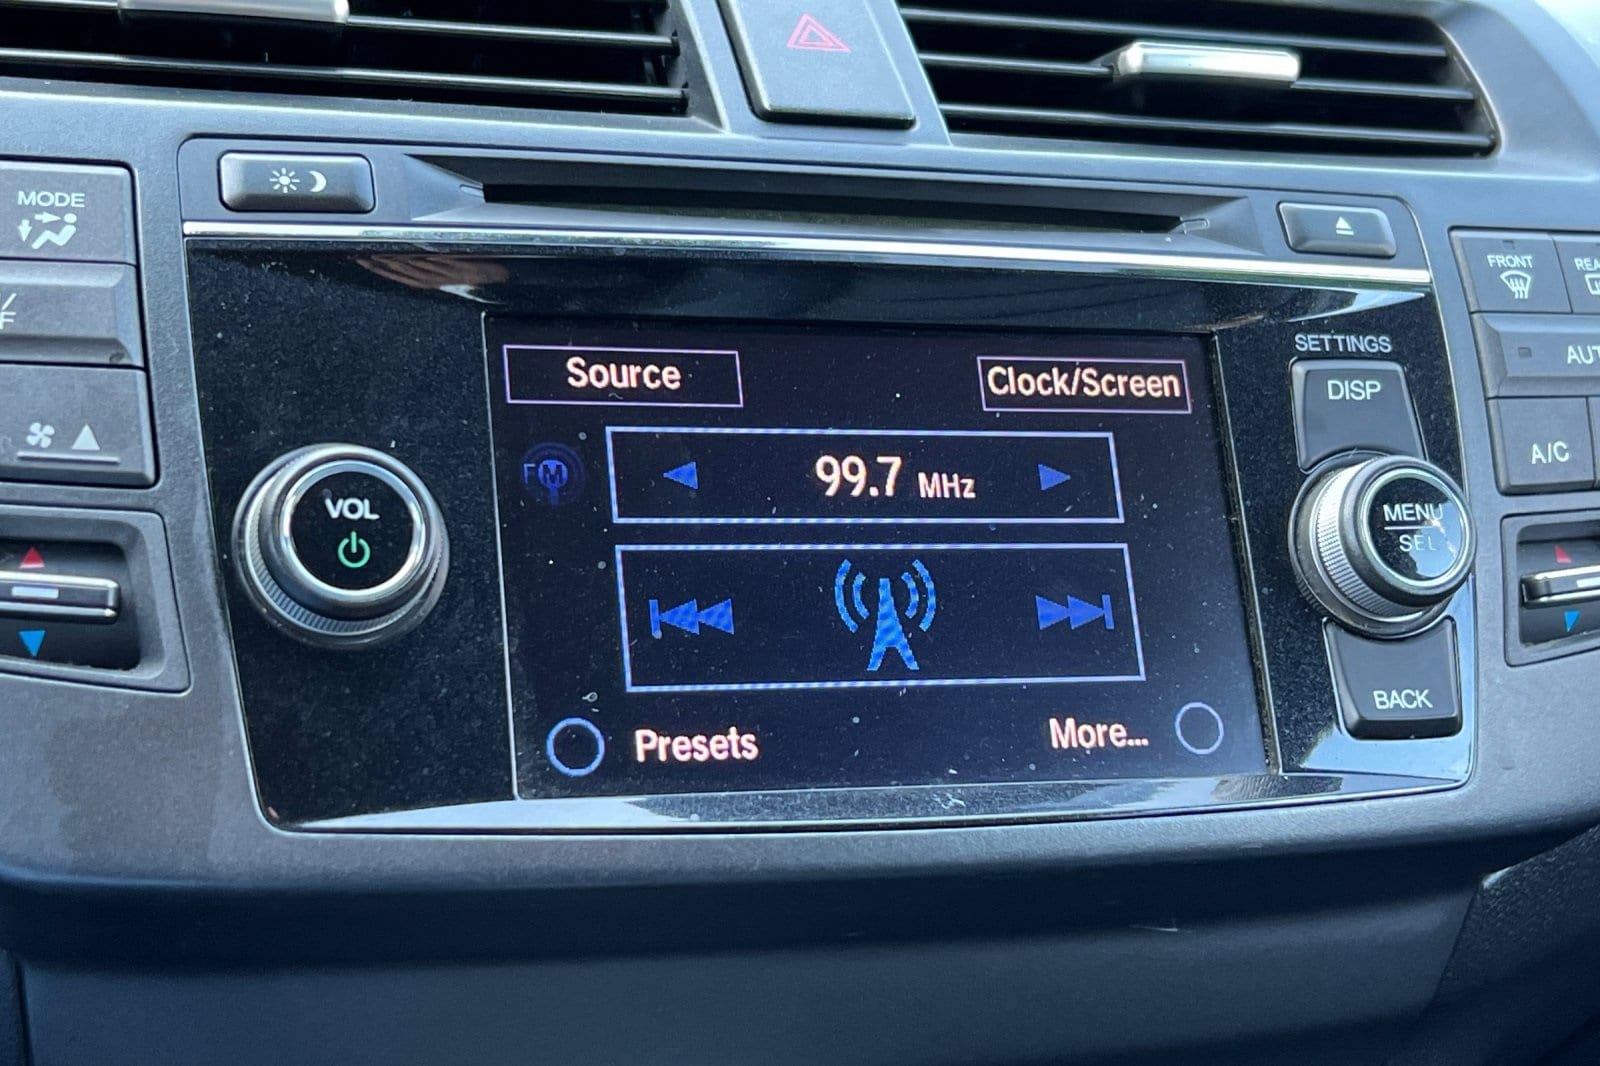 MODE
FRONT
SETTINGS
Source
Clock/Screen
DISP
99.7 MHz
FM
A/C
VOL
MENU
SEL
BACK
Presets
More...